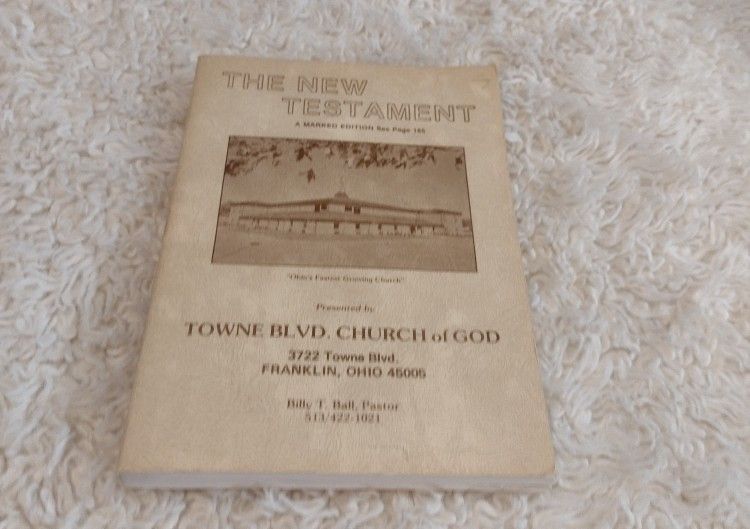 THE NEW
TESTAMENT
A MARKED EDITION See Page 165
"Ohio's Fastest Growing Church"
Presented by
TOWNE BLVD. CHURCH of GOD
3722 Towne Blvd.
FRANKLIN, OHIO 45005
Billy T. Ball, Pastor
513/422-1021